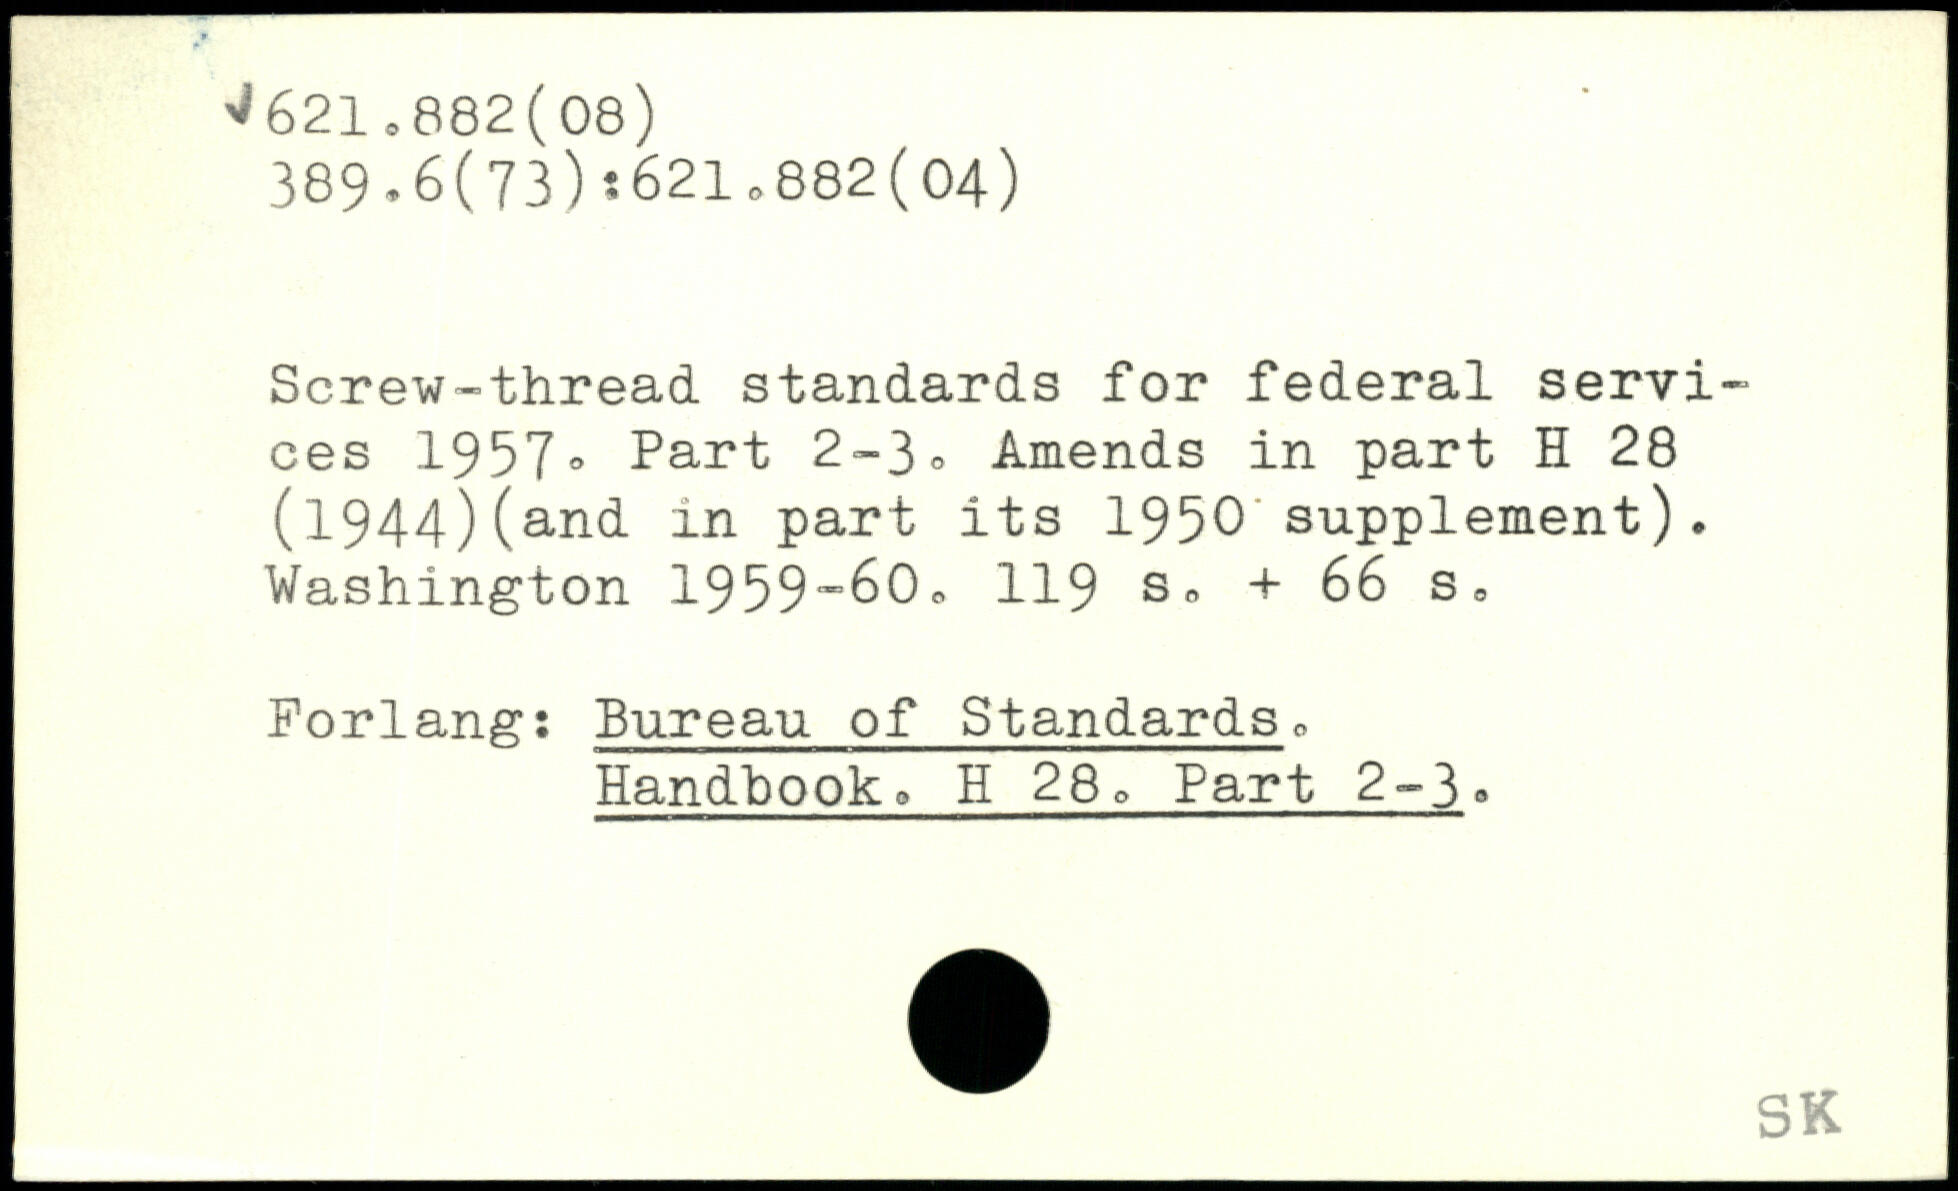 ✓621.882(08)
389.6(73):621.882(04)
Screw-thread standards for federal servi-
ces 1957. Part 2-3. Amends in part H 28
(1944)(and in part its 1950 supplement).
Washington 1959-60. 119 s. + 66 s.
Forlang: Bureau of Standards.
Handbook. H 28. Part 2-3.
SK